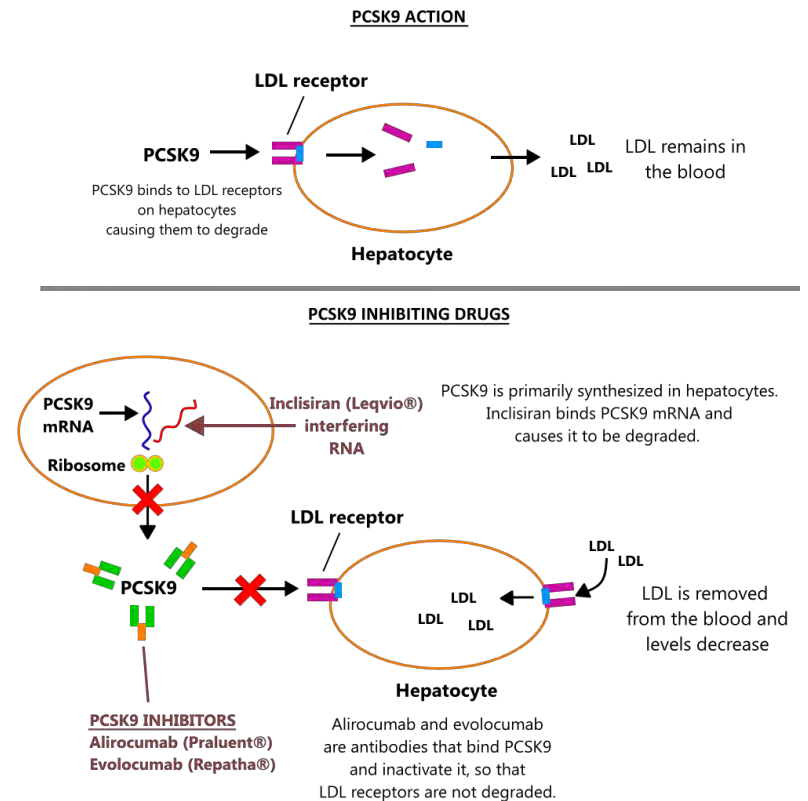 PCSK9 ACTION
LDL receptor
PCSK9
PCSK9 binds to LDL receptors
on hepatocytes
causing them to degrade
Hepatocyte
LDL
LDL
LDL
LDL remains in
the blood
PCSK9 INHIBITING DRUGS
PCSK9
mRNA
Ribosome
Inclisiran (Leqvio®)
interfering
RNA
PCSK9 is primarily synthesized in hepatocytes.
Inclisiran binds PCSK9 mRNA and
causes it to be degraded.
PCSK9
LDL receptor
LDL
LDL
LDL
LDL
LDL
LDL is removed
from the blood and
levels decrease
Hepatocyte
PCSK9 INHIBITORS
Alirocumab (Praluent®)
Evolocumab (Repatha®)
Alirocumab and evolocumab
are antibodies that bind PCSK9
and inactivate it, so that
LDL receptors are not degraded.